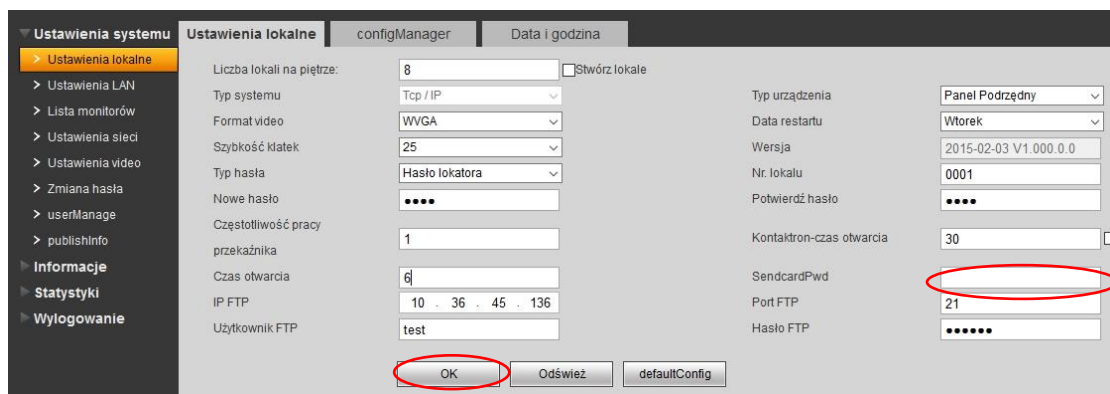 Ustawienia systemu
Ustawienia lokalne
Ustawienia LAN
Lista monitorów
Ustawienia sieci
Ustawienia video
Zmiana hasła
userManage
publishInfo
Informacje
Statystyki
Wylogowanie
Ustawienia lokalne configManager Data i godzina
Liczba lokali na piętrze: 8 Stwórz lokale
Typ systemu Tcp / IP Typ urządzenia Panel Podrzędny
Format video WVGA Data restartu Wtorek
Szybkość klatek 25 Wersja 2015-02-03 V1.000.0.0
Typ hasła Hasło lokatora Nr. lokalu 0001
Nowe hasło •••• Potwierdź hasło ••••
Częstotliwość pracy
przekaźnika 1 Kontaktron-czas otwarcia 30
Czas otwarcia 6 SendcardPwd
IP FTP 10 . 36 . 45 . 136 Port FTP 21
Użytkownik FTP test Hasło FTP ••••••
OK Odśwież defaultConfig